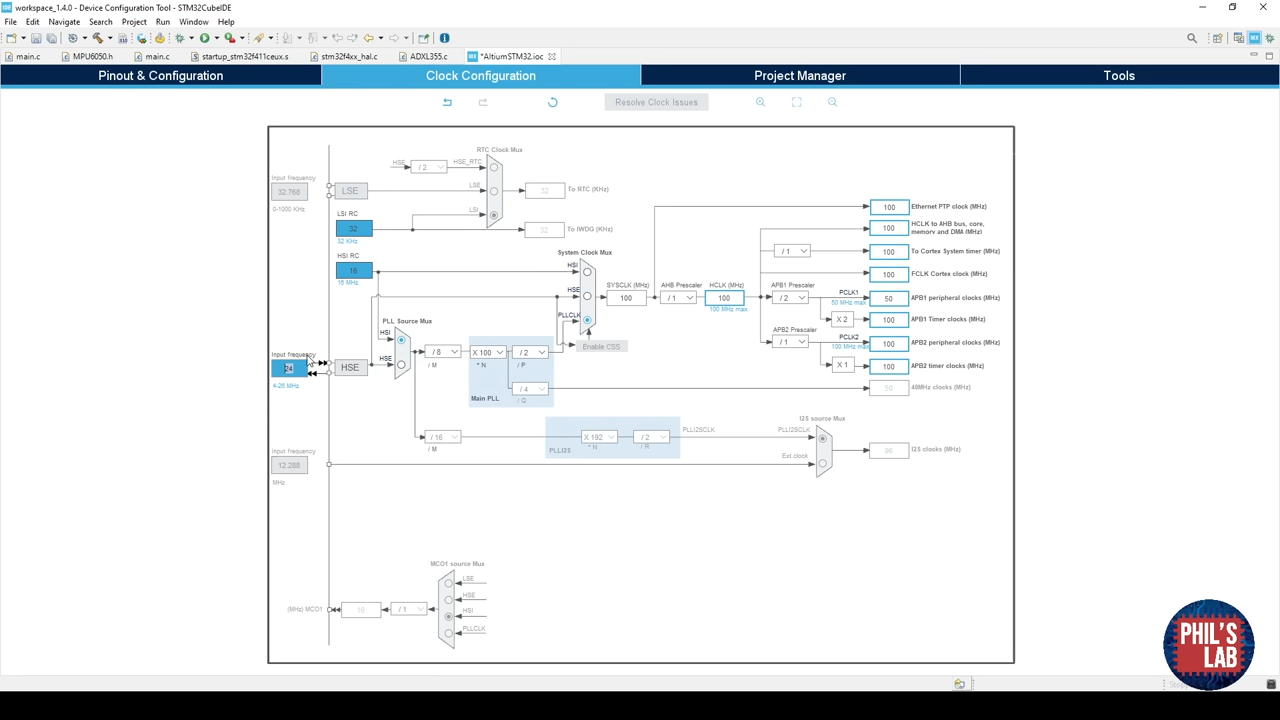 IDE workspace_1.4.0 - Device Configuration Tool - STM32CubeIDE
File Edit Navigate Search Project Run Window Help
main.c MPU6050.h main.c startup_stm32f411ceux.s stm32f4xx_hal.c ADXL355.c MX *AltiumSTM32.ioc
Pinout & Configuration Clock Configuration Project Manager Tools
Resolve Clock Issues
RTC Clock Mux
HSE / 2 HSE_RTC
Input frequency
32.768 LSE LSE 32 To RTC (KHz)
0-1000 KHz
LSI RC LSI
32 32 To IWDG (KHz)
32 KHz
HSI RC System Clock Mux
16 HSI
16 MHz
HSE SYSCLK (MHz) AHB Prescaler HCLK (MHz) APB1 Prescaler
100 / 1 100 / 2
100 MHz max
PLLCLK
Enable CSS
100 Ethernet PTP clock (MHz)
100 HCLK to AHB bus, core,
memory and DMA (MHz)
/ 1 100 To Cortex System timer (MHz)
100 FCLK Cortex clock (MHz)
PCLK1
50 MHz max 50 APB1 peripheral clocks (MHz)
X 2 100 APB1 Timer clocks (MHz)
APB2 Prescaler PCLK2
/ 1 100 MHz max 100 APB2 peripheral clocks (MHz)
X 1 100 APB2 timer clocks (MHz)
50 48MHz clocks (MHz)
PLL Source Mux
HSI
Input frequency
24 HSE HSE / 8 X 100 / 2
/ M * N / P
4-26 MHz
/ 4
/ Q
Main PLL
/ 16 X 192 / 2 PLLI2SCLK
/ M * N / R
PLLI2S
I2S source Mux
PLLI2SCLK
Ext.clock 96 I2S clocks (MHz)
Input frequency
12.288
MHz
MCO1 source Mux
LSE
HSE
(MHz) MCO1 16 / 1 HSI
PLLCLK
PHIL'S
LAB